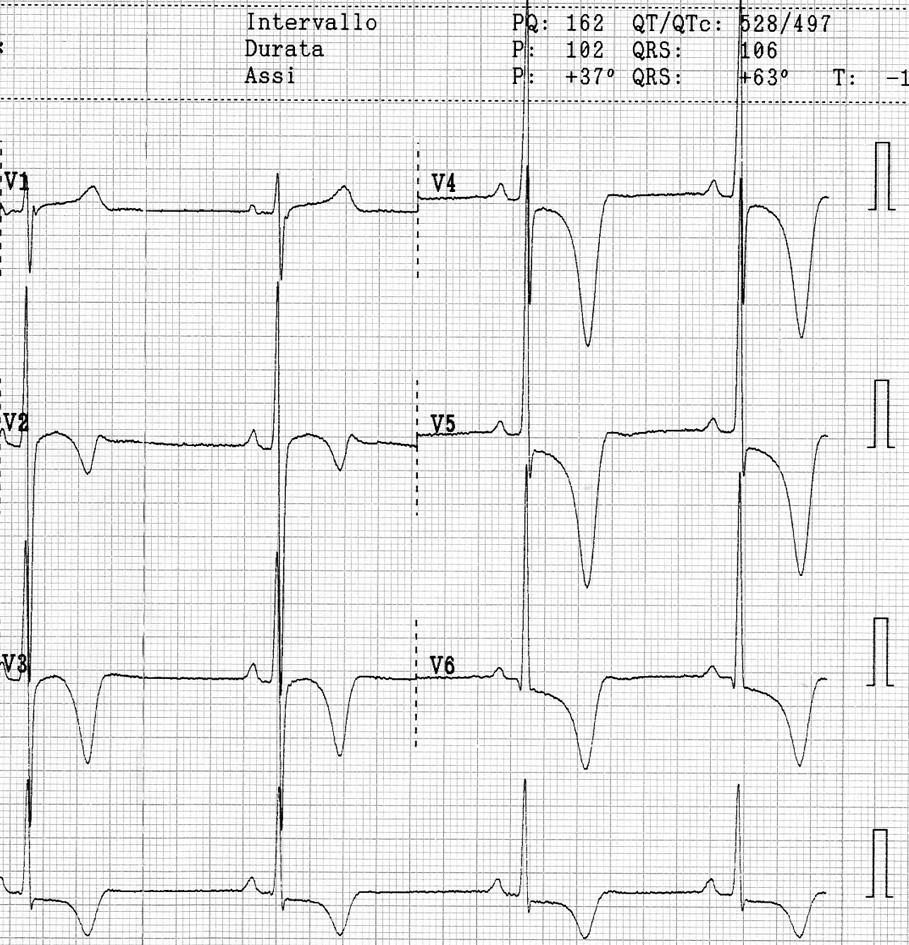 Intervallo PQ: 162 QT/QTc: 528/497
Durata P: 102 QRS: 106
Assi P: +37° QRS: +63° T: -1
V1 V4
V2 V5
V3 V6